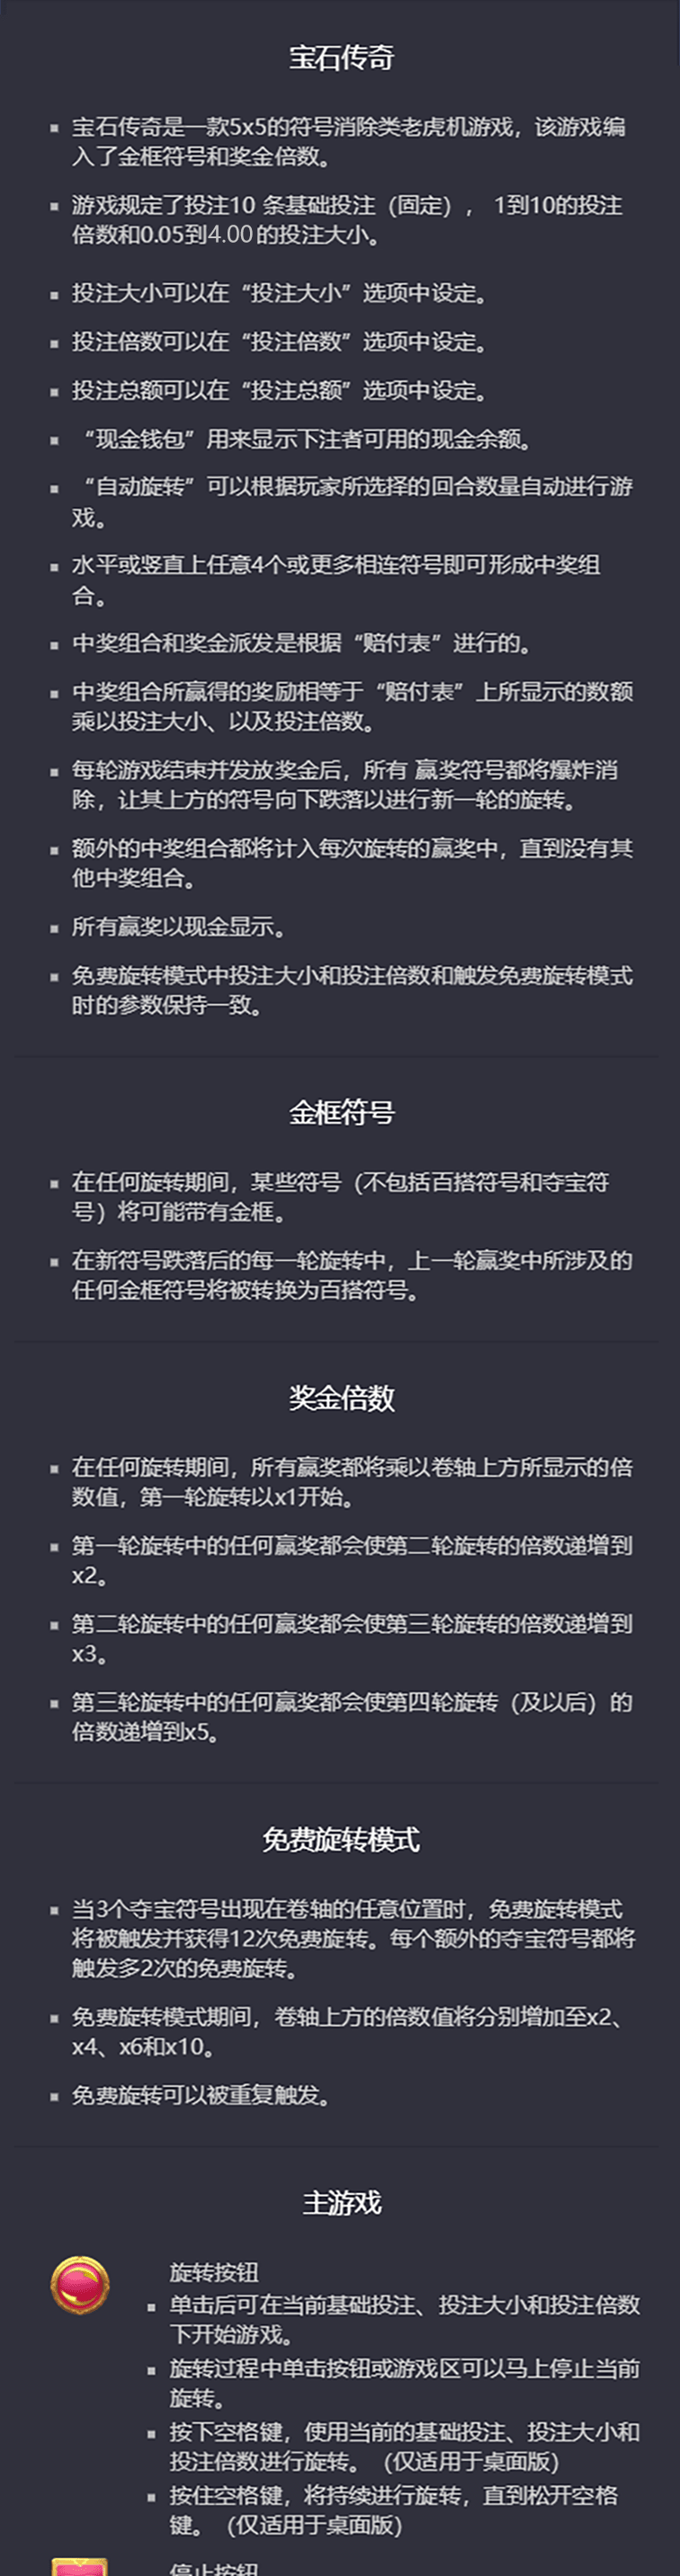 宝石传奇
宝石传奇是一款5x5的符号消除类老虎机游戏，该游戏编
入了金框符号和奖金倍数。
游戏规定了投注10 条基础投注（固定）， 1到10的投注
倍数和0.05到4.00的投注大小。
投注大小可以在“投注大小”选项中设定。
投注倍数可以在“投注倍数”选项中设定。
投注总额可以在“投注总额”选项中设定。
“现金钱包”用来显示下注者可用的现金余额。
“自动旋转”可以根据玩家所选择的回合数量自动进行游
戏。
水平或竖直上任意4个或更多相连符号即可形成中奖组
合。
中奖组合和奖金派发是根据“赔付表”进行的。
中奖组合所赢得的奖励相等于“赔付表”上所显示的数额
乘以投注大小、以及投注倍数。
每轮游戏结束并发放奖金后，所有 赢奖符号都将爆炸消
除，让其上方的符号向下跌落以进行新一轮的旋转。
额外的中奖组合都将计入每次旋转的赢奖中，直到没有其
他中奖组合。
所有赢奖以现金显示。
免费旋转模式中投注大小和投注倍数和触发免费旋转模式
时的参数保持一致。
金框符号
在任何旋转期间，某些符号（不包括百搭符号和夺宝符
号）将可能带有金框。
在新符号跌落后的每一轮旋转中，上一轮赢奖中所涉及的
任何金框符号将被转换为百搭符号。
奖金倍数
在任何旋转期间，所有赢奖都将乘以卷轴上方所显示的倍
数值，第一轮旋转以x1开始。
第一轮旋转中的任何赢奖都会使第二轮旋转的倍数递增到
x2。
第二轮旋转中的任何赢奖都会使第三轮旋转的倍数递增到
x3。
第三轮旋转中的任何赢奖都会使第四轮旋转（及以后）的
倍数递增到x5。
免费旋转模式
当3个夺宝符号出现在卷轴的任意位置时，免费旋转模式
将被触发并获得12次免费旋转。每个额外的夺宝符号都将
触发多2次的免费旋转。
免费旋转模式期间，卷轴上方的倍数值将分别增加至x2、
x4、x6和x10。
免费旋转可以被重复触发。
主游戏
旋转按钮
单击后可在当前基础投注、投注大小和投注倍数
下开始游戏。
旋转过程中单击按钮或游戏区可以马上停止当前
旋转。
按下空格键，使用当前的基础投注、投注大小和
投注倍数进行旋转。（仅适用于桌面版）
按住空格键，将持续进行旋转，直到松开空格
键。（仅适用于桌面版）
停止按钮